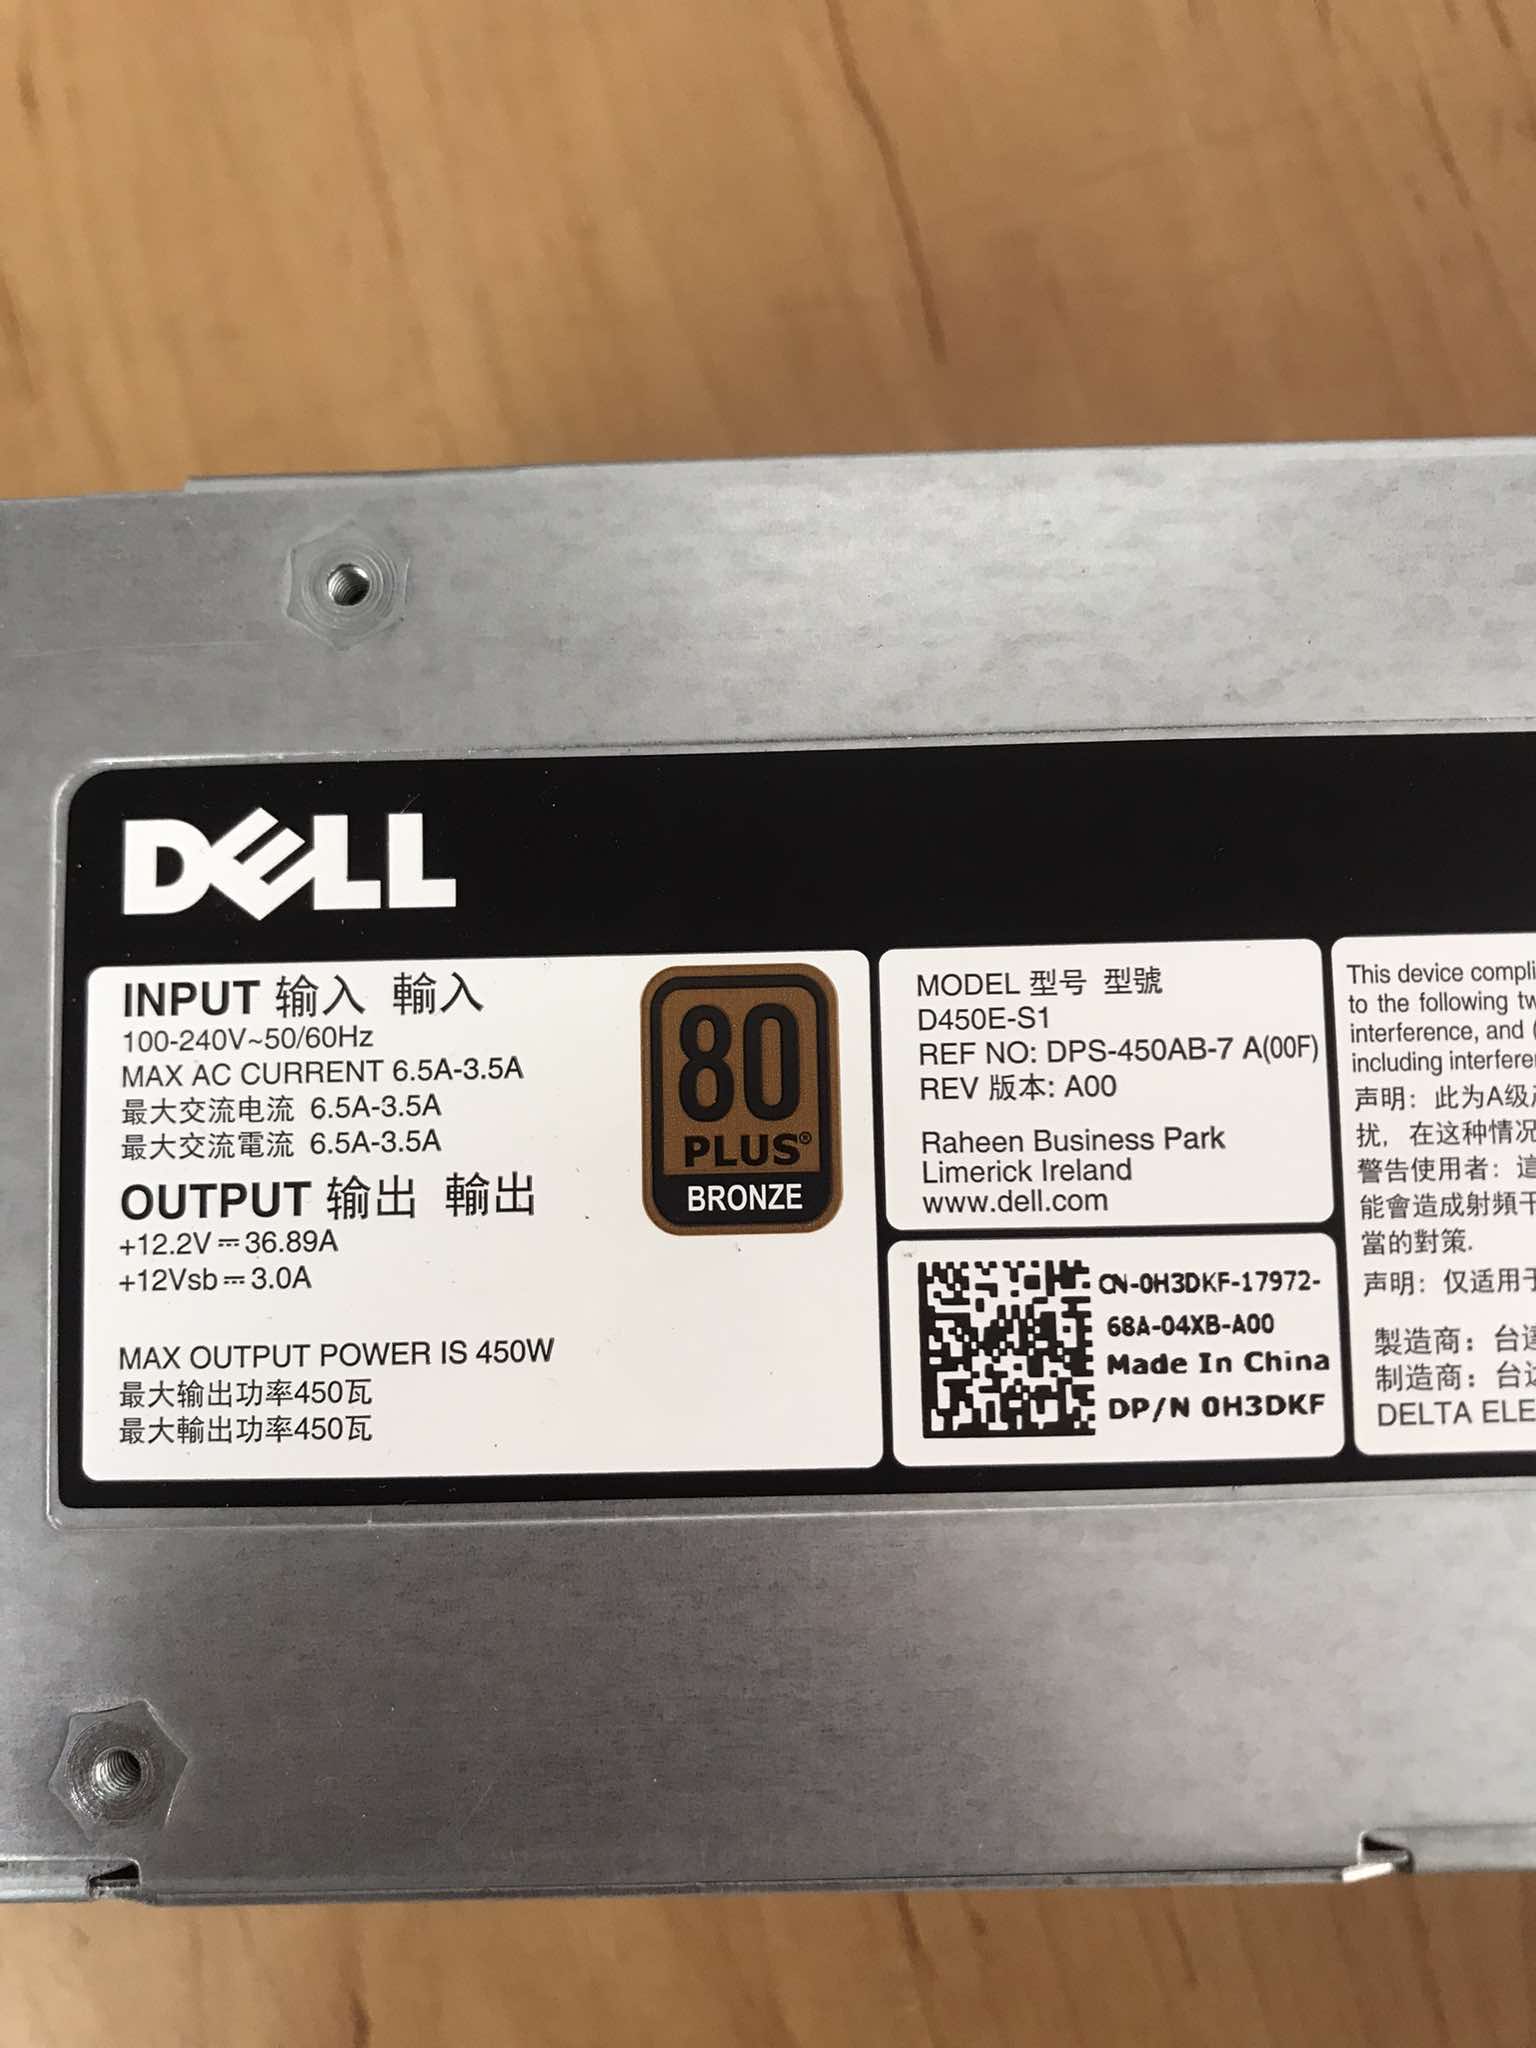 DELL
INPUT 输入 輸入
100-240V~50/60Hz
MAX AC CURRENT 6.5A-3.5A
最大交流电流 6.5A-3.5A
最大交流電流 6.5A-3.5A
OUTPUT 输出 輸出
+12.2V⎓36.89A
+12Vsb⎓3.0A
MAX OUTPUT POWER IS 450W
最大输出功率450瓦
最大輸出功率450瓦
80
PLUS®
BRONZE
MODEL 型号 型號
D450E-S1
REF NO: DPS-450AB-7 A(00F)
REV 版本: A00
Raheen Business Park
Limerick Ireland
www.dell.com
CN-0H3DKF-17972-
68A-04XB-A00
Made In China
DP/N 0H3DKF
This device compli
to the following tw
interference, and (
including interfere
声明: 此为A级
扰, 在这种情况
警告使用者: 這
能會造成射頻干
當的對策.
声明: 仅适用于
製造商: 台達
制造商: 台达
DELTA ELE